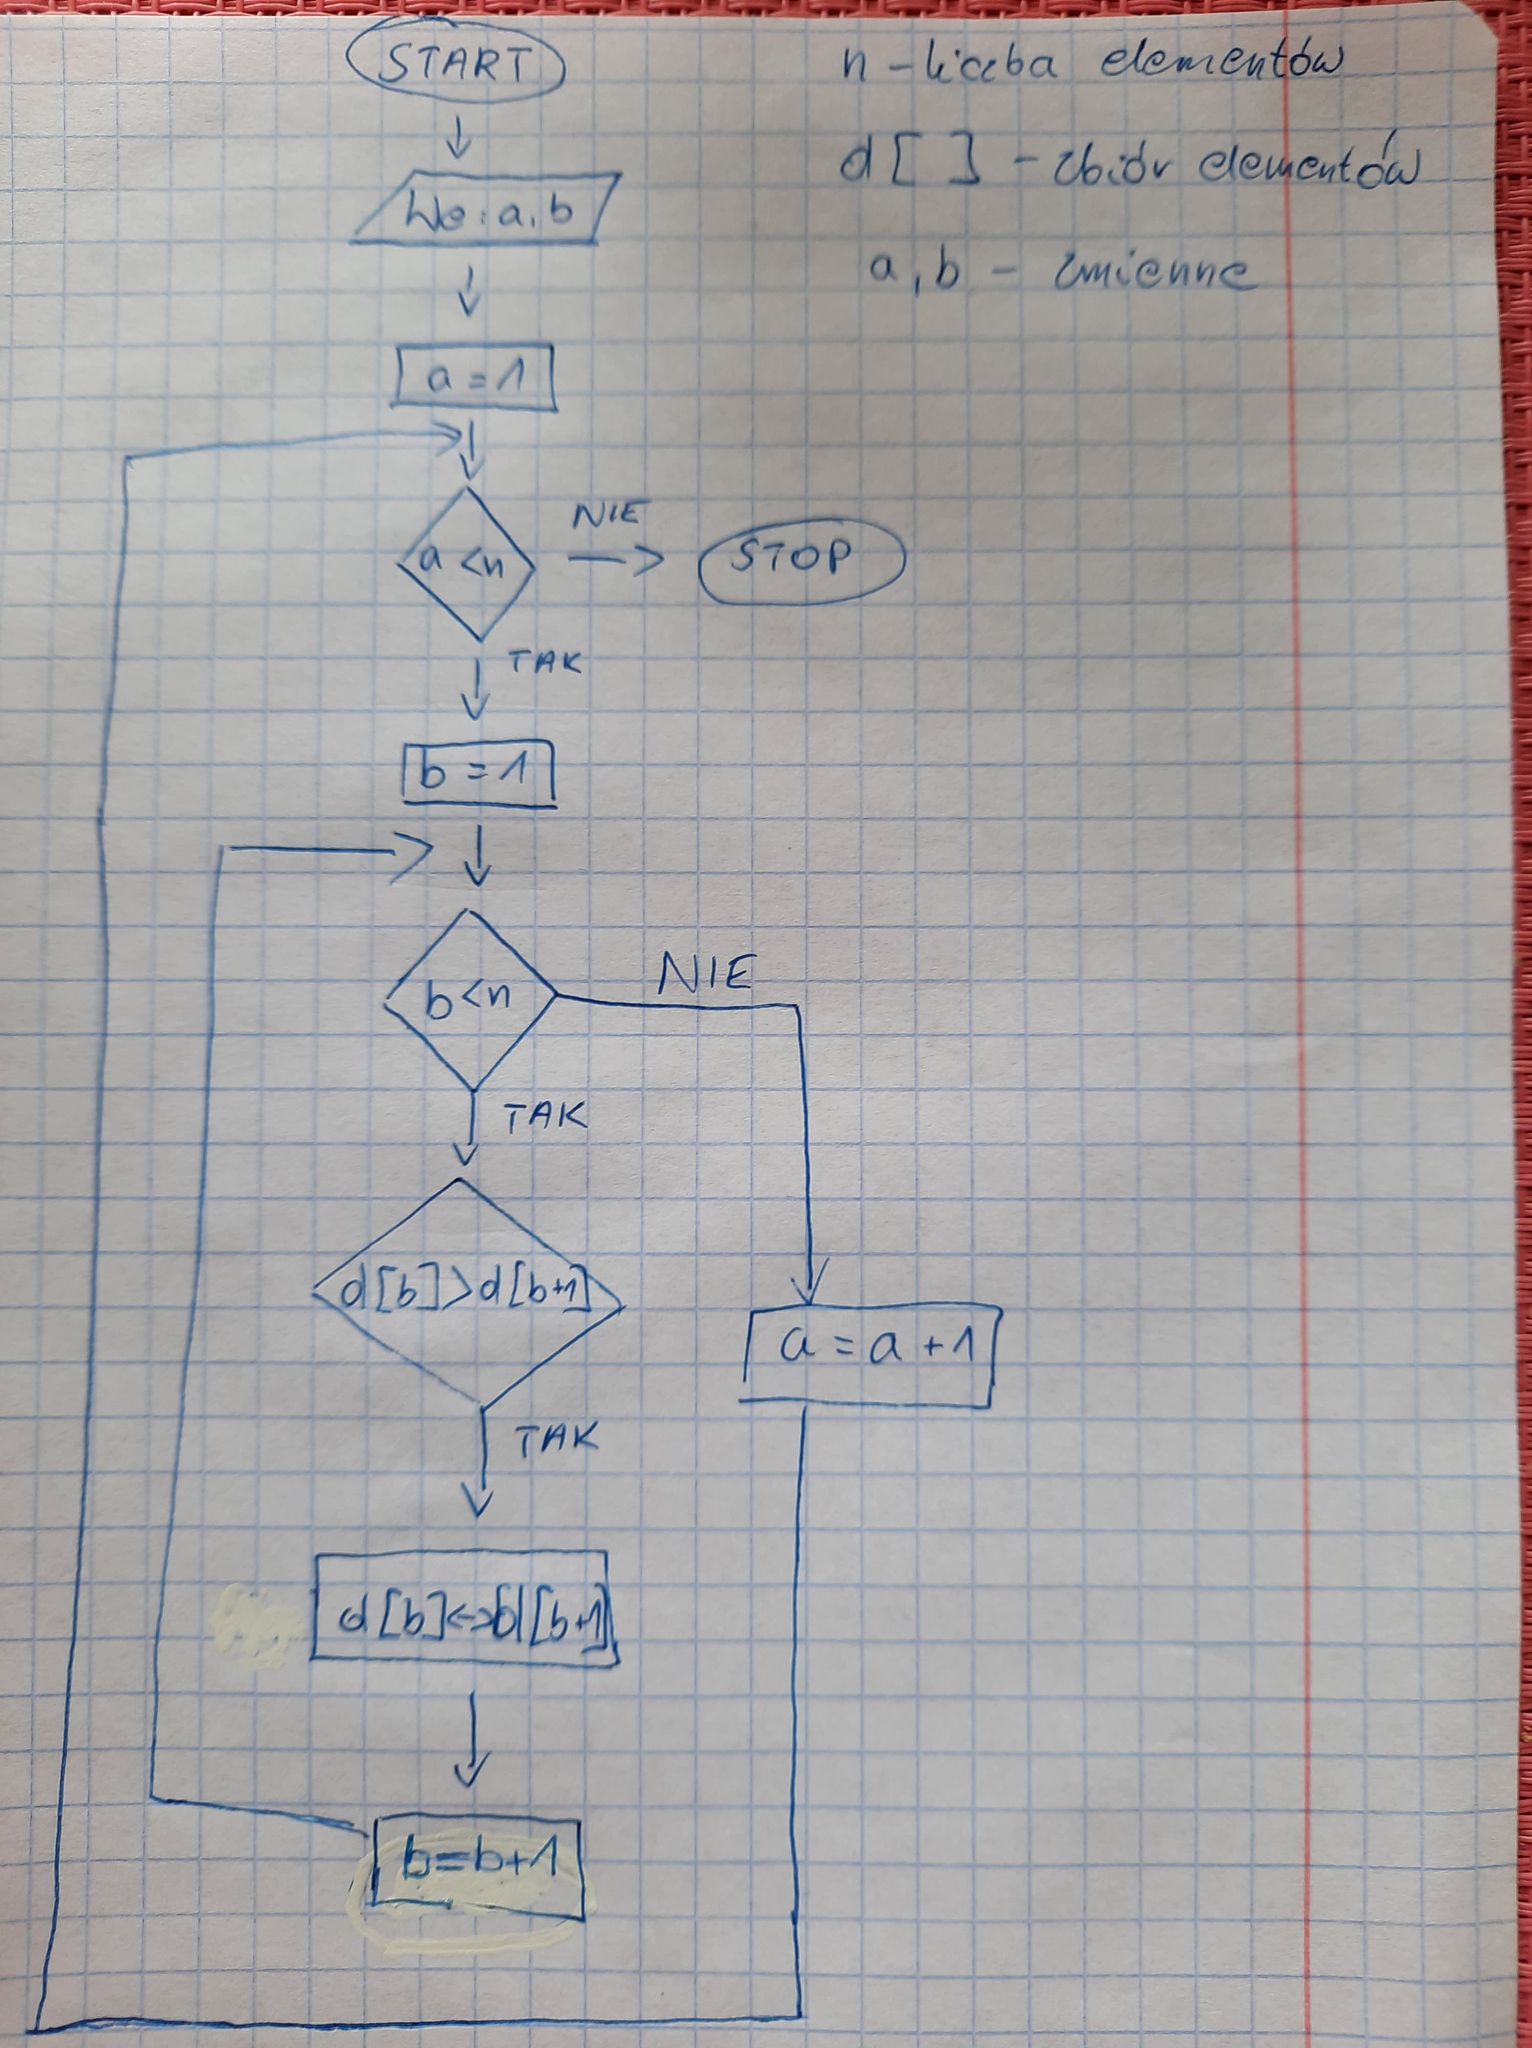 START
n - liczba elementów
d [ ] - zbiór elementów
We: a, b
a, b - zmienne
a = 1
a < n
NIE
STOP
TAK
b = 1
b < n
NIE
TAK
d[b]>d[b+1]
a = a + 1
TAK
d[b]<->d[b+1]
b=b+1